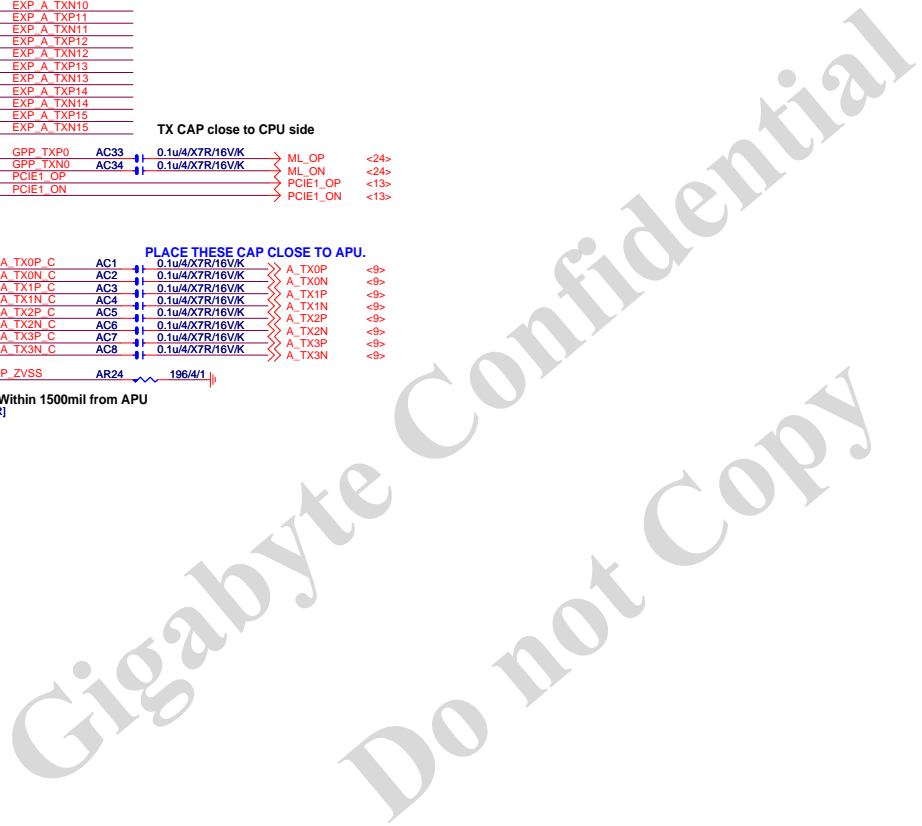 EXP_A_TXN10
EXP_A_TXP11
EXP_A_TXN11
EXP_A_TXP12
EXP_A_TXN12
EXP_A_TXP13
EXP_A_TXN13
EXP_A_TXP14
EXP_A_TXN14
EXP_A_TXP15
EXP_A_TXN15
TX CAP close to CPU side
GPP_TXP0 AC33 0.1u/4/X7R/16V/K ML_OP <24>
GPP_TXN0 AC34 0.1u/4/X7R/16V/K ML_ON <24>
PCIE1_OP PCIE1_OP <13>
PCIE1_ON PCIE1_ON <13>
PLACE THESE CAP CLOSE TO APU.
A_TX0P_C AC1 0.1u/4/X7R/16V/K A_TX0P <9>
A_TX0N_C AC2 0.1u/4/X7R/16V/K A_TX0N <9>
A_TX1P_C AC3 0.1u/4/X7R/16V/K A_TX1P <9>
A_TX1N_C AC4 0.1u/4/X7R/16V/K A_TX1N <9>
A_TX2P_C AC5 0.1u/4/X7R/16V/K A_TX2P <9>
A_TX2N_C AC6 0.1u/4/X7R/16V/K A_TX2N <9>
A_TX3P_C AC7 0.1u/4/X7R/16V/K A_TX3P <9>
A_TX3N_C AC8 0.1u/4/X7R/16V/K A_TX3N <9>
P_ZVSS AR24 196/4/1
Within 1500mil from APU
Gigabyte Confidential
Do not Copy